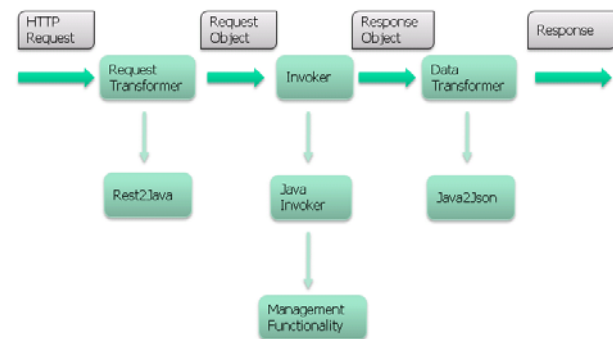 HTTP
Request
Request
Object
Response
Object
Response
Request
Transformer
Invoker
Data
Transformer
Rest2Java
Java
Invoker
Java2Json
Management
Functionality